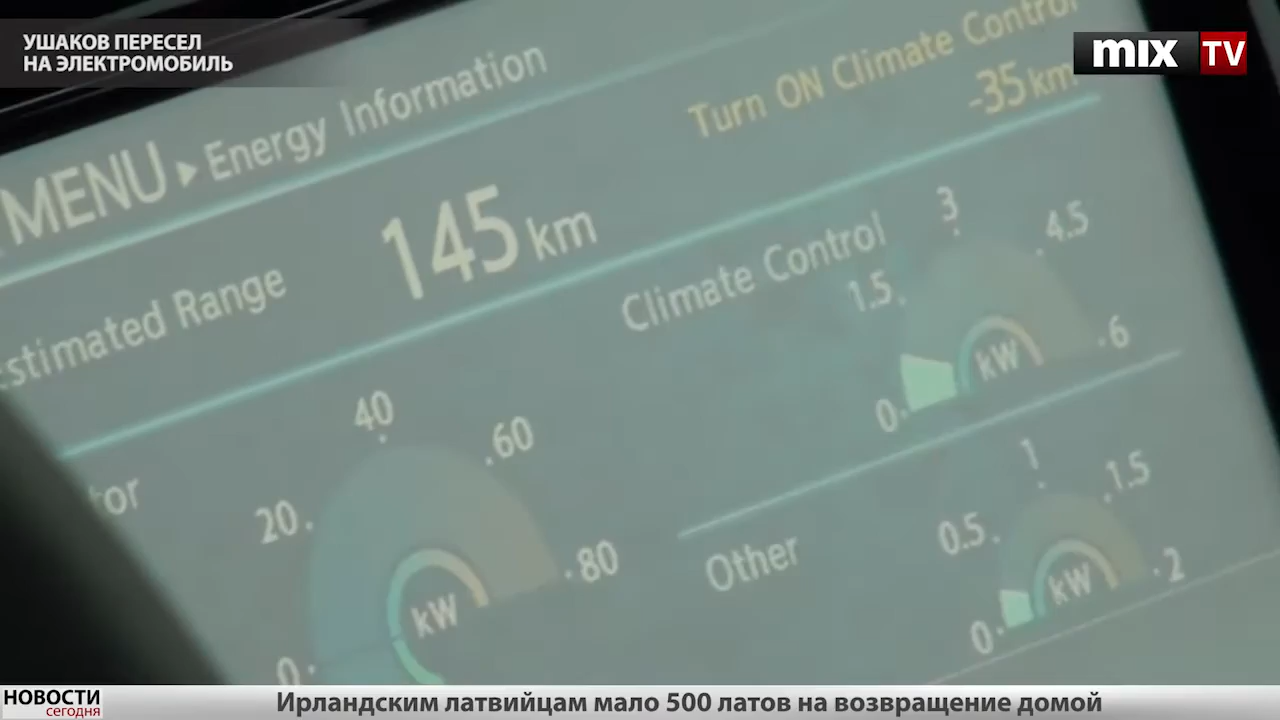 УШАКОВ ПЕРЕСЕЛ
НА ЭЛЕКТРОМОБИЛЬ
mix TV
MENU ▸ Energy Information
Turn ON Climate Control
-35 km
Estimated Range 145 km
Climate Control
0 1.5 3 4.5 6
kW
0 20 40 60 80
kW
Other
0 0.5 1 1.5 2
kW
НОВОСТИ
сегодня
Ирландским латвийцам мало 500 латов на возвращение домой